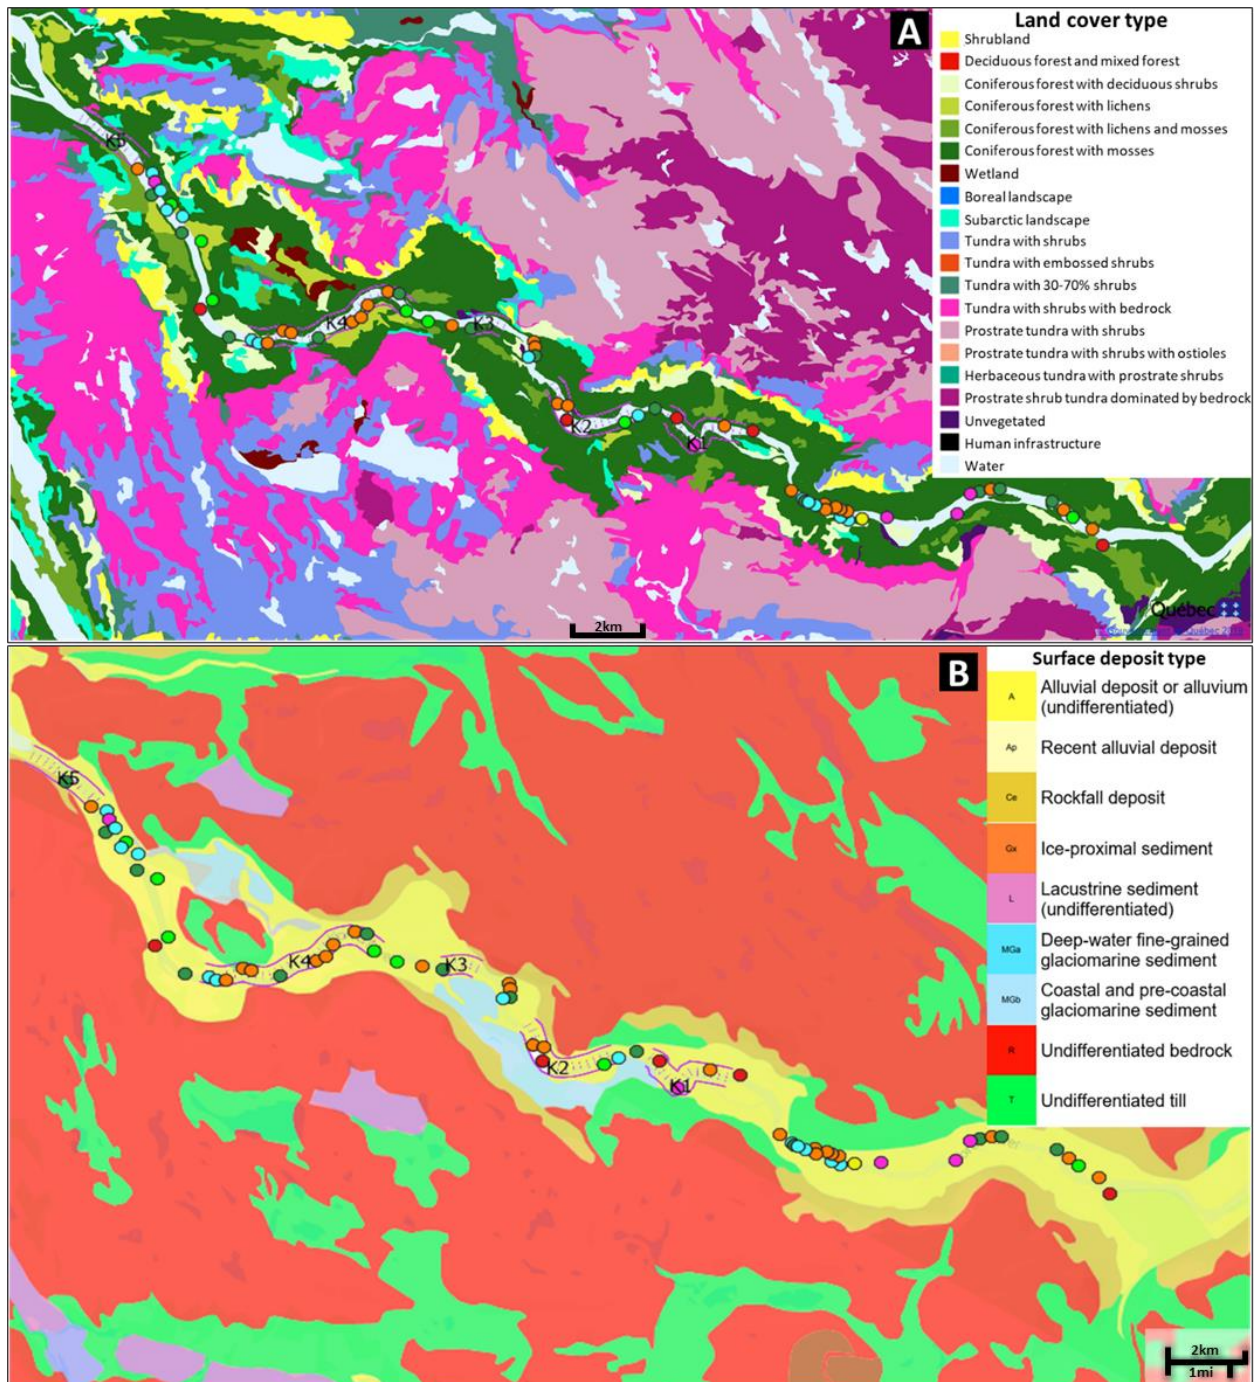 A
Land cover type
Shrubland
Deciduous forest and mixed forest
Coniferous forest with deciduous shrubs
Coniferous forest with lichens
Coniferous forest with lichens and mosses
Coniferous forest with mosses
Wetland
Boreal landscape
Subarctic landscape
Tundra with shrubs
Tundra with embossed shrubs
Tundra with 30-70% shrubs
Tundra with shrubs with bedrock
Prostrate tundra with shrubs
Prostrate tundra with shrubs with ostioles
Herbaceous tundra with prostrate shrubs
Prostrate shrub tundra dominated by bedrock
Unvegetated
Human infrastructure
Water
K5
K4
K3
K2
K1
Québec
2km
B
Surface deposit type
A Alluvial deposit or alluvium
(undifferentiated)
Ap Recent alluvial deposit
Ce Rockfall deposit
Gx Ice-proximal sediment
L Lacustrine sediment
(undifferentiated)
MGa Deep-water fine-grained
glaciomarine sediment
MGb Coastal and pre-coastal
glaciomarine sediment
R Undifferentiated bedrock
T Undifferentiated till
K5
K4
K3
K2
K1
2km
1mi